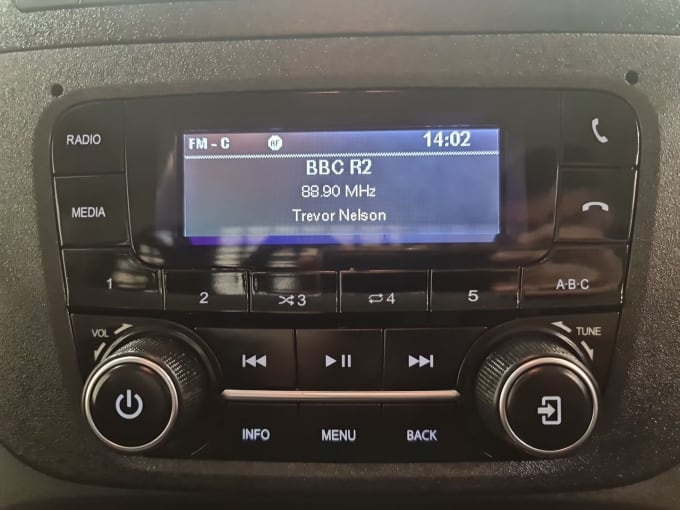 RADIO
FM - C AF 14:02
MEDIA
BBC R2
88.90 MHz
Trevor Nelson
1 2 3 4 5 A·B·C
VOL TUNE
INFO MENU BACK